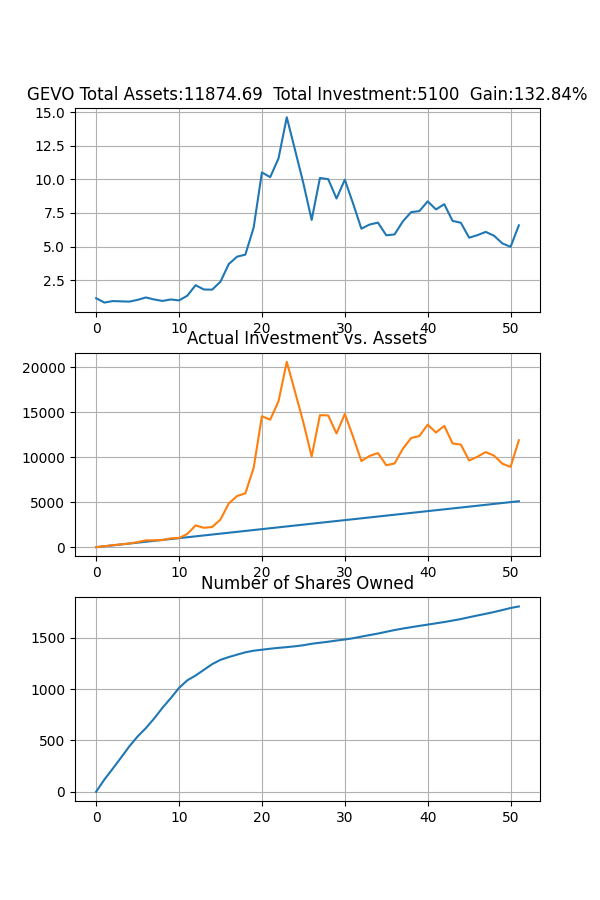 GEVO Total Assets:11874.69  Total Investment:5100  Gain:132.84%
15.0
12.5
10.0
7.5
5.0
2.5
0 10 20 30 40 50
Actual Investment vs. Assets
20000
15000
10000
5000
0
0 10 20 30 40 50
Number of Shares Owned
1500
1000
500
0
0 10 20 30 40 50